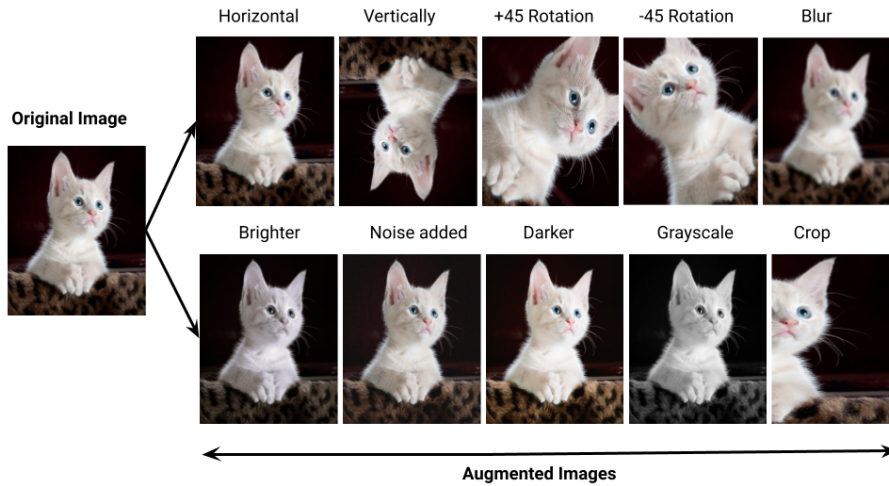 Horizontal
Vertically
+45 Rotation
-45 Rotation
Blur
Original Image
Brighter
Noise added
Darker
Grayscale
Crop
Augmented Images